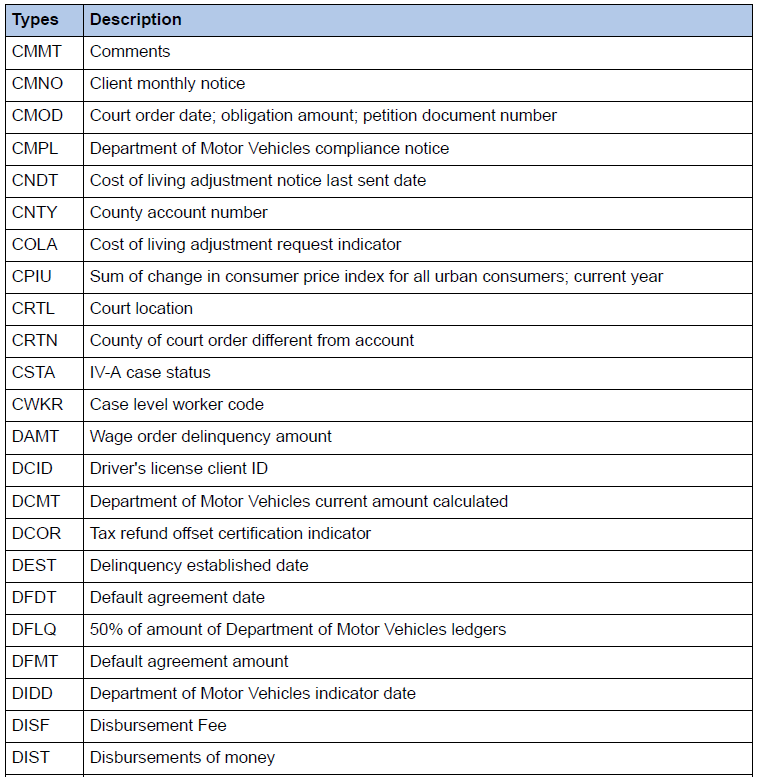 Types Description
CMMT Comments
CMNO Client monthly notice
CMOD Court order date; obligation amount; petition document number
CMPL Department of Motor Vehicles compliance notice
CNDT Cost of living adjustment notice last sent date
CNTY County account number
COLA Cost of living adjustment request indicator
CPIU Sum of change in consumer price index for all urban consumers; current year
CRTL Court location
CRTN County of court order different from account
CSTA IV-A case status
CWKR Case level worker code
DAMT Wage order delinquency amount
DCID Driver's license client ID
DCMT Department of Motor Vehicles current amount calculated
DCOR Tax refund offset certification indicator
DEST Delinquency established date
DFDT Default agreement date
DFLQ 50% of amount of Department of Motor Vehicles ledgers
DFMT Default agreement amount
DIDD Department of Motor Vehicles indicator date
DISF Disbursement Fee
DIST Disbursements of money